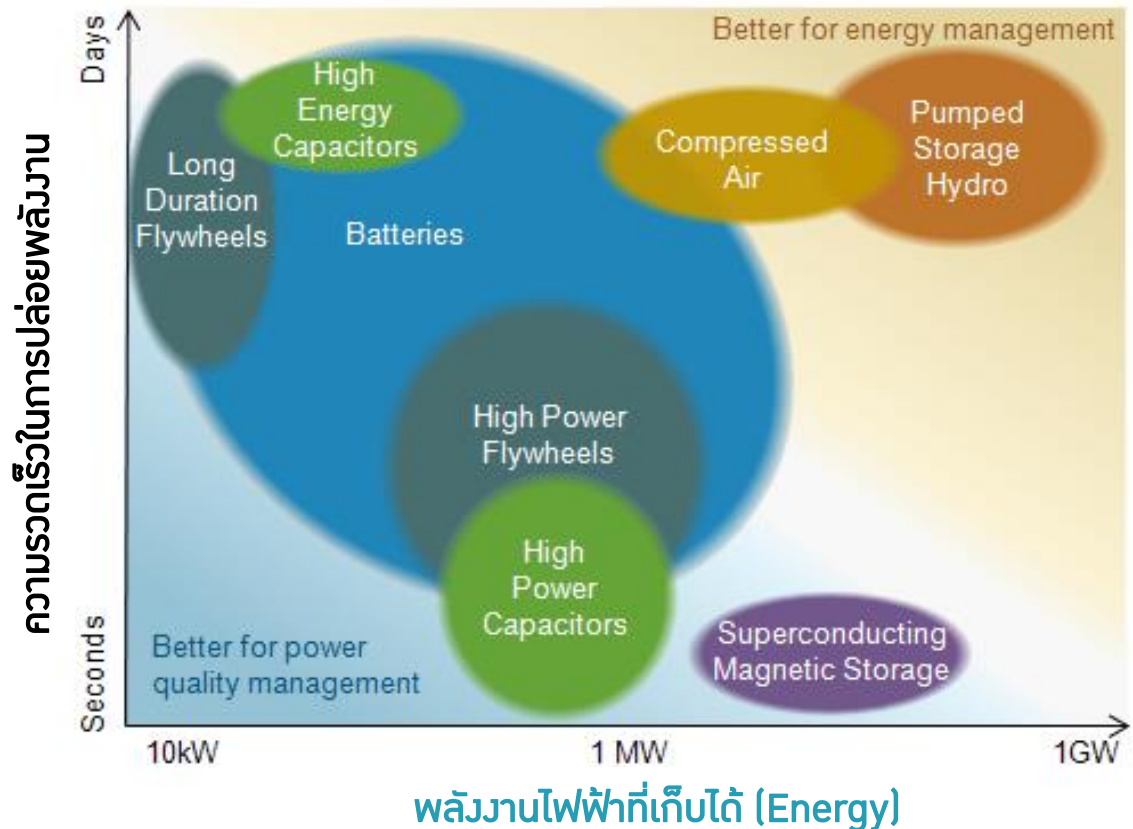 Days
Better for energy management
High
Energy
Capacitors
Pumped
Storage
Hydro
Compressed
Air
Long
Duration
Flywheels
Batteries
ความรวดเร็วในการปล่อยพลังงาน
High Power
Flywheels
High
Power
Capacitors
Superconducting
Magnetic Storage
Better for power
quality management
Seconds
10kW
1 MW
1GW
พลังงานไฟฟ้าที่เก็บได้ (Energy)